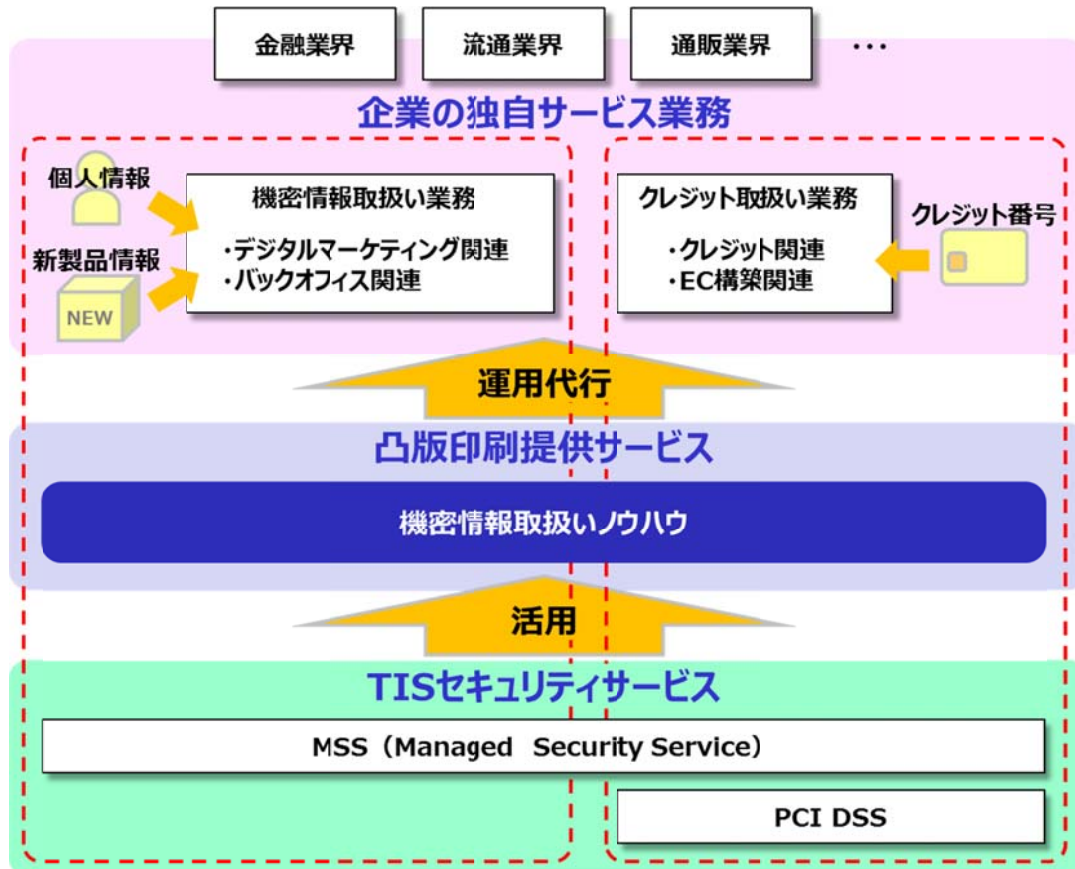 金融業界
流通業界
通販業界
･･･
企業の独自サービス業務
個人情報
新製品情報
NEW
機密情報取扱い業務
・デジタルマーケティング関連
・バックオフィス関連
クレジット取扱い業務
・クレジット関連
・EC構築関連
クレジット番号
運用代行
凸版印刷提供サービス
機密情報取扱いノウハウ
活用
TISセキュリティサービス
MSS（Managed Security Service）
PCI DSS